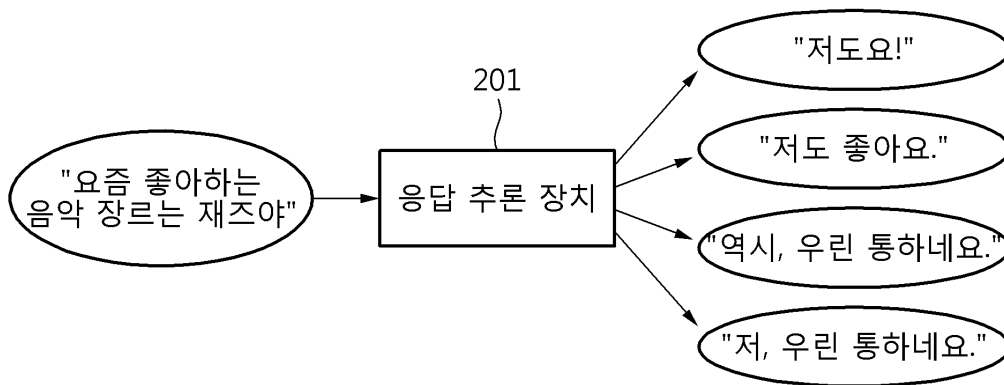 "저도요!"
201
"저도 좋아요."
"요즘 좋아하는
음악 장르는 재즈야"
응답 추론 장치
"역시, 우린 통하네요."
"저, 우린 통하네요."